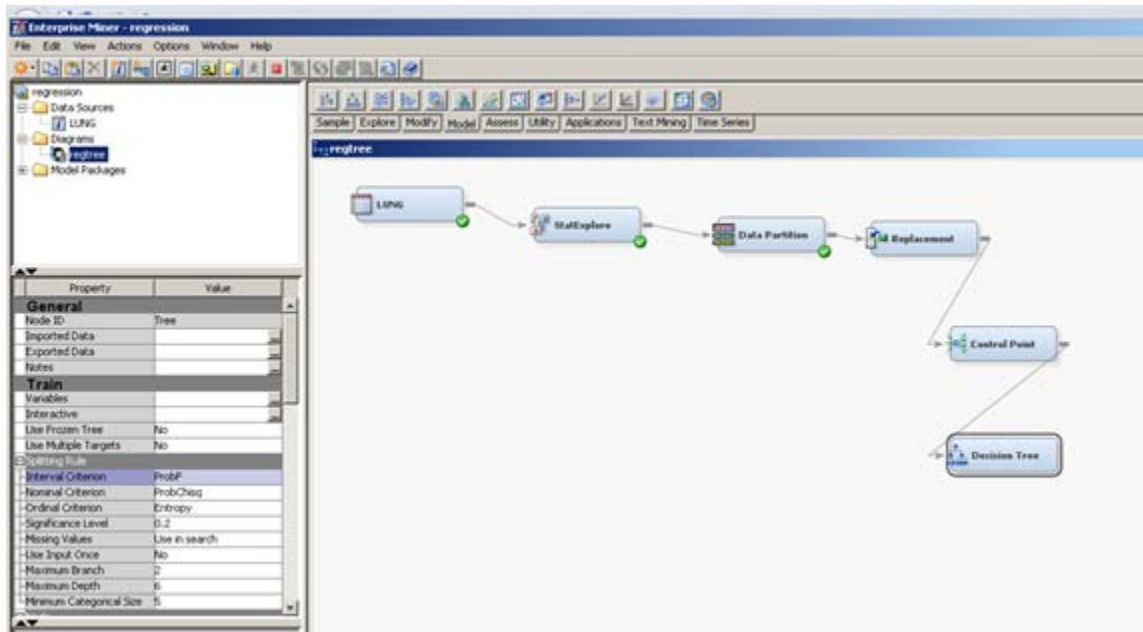 Enterprise Miner - regression
File Edit View Actions Options Window Help
regression
Data Sources
LUNG
Diagrams
regtree
Model Packages
Sample Explore Modify Model Assess Utility Applications Text Mining Time Series
regtree
LUNG
StatExplore
Data Partition
Replacement
Control Point
Decision Tree
Property Value
General
Node ID Tree
Imported Data
Exported Data
Notes
Train
Variables
Interactive
Use Frozen Tree No
Use Multiple Targets No
Splitting Rule
Interval Criterion ProbF
Nominal Criterion ProbChisq
Ordinal Criterion Entropy
Significance Level 0.2
Missing Values Use in search
Use Input Once No
Maximum Branch 2
Maximum Depth 6
Minimum Categorical Size 5